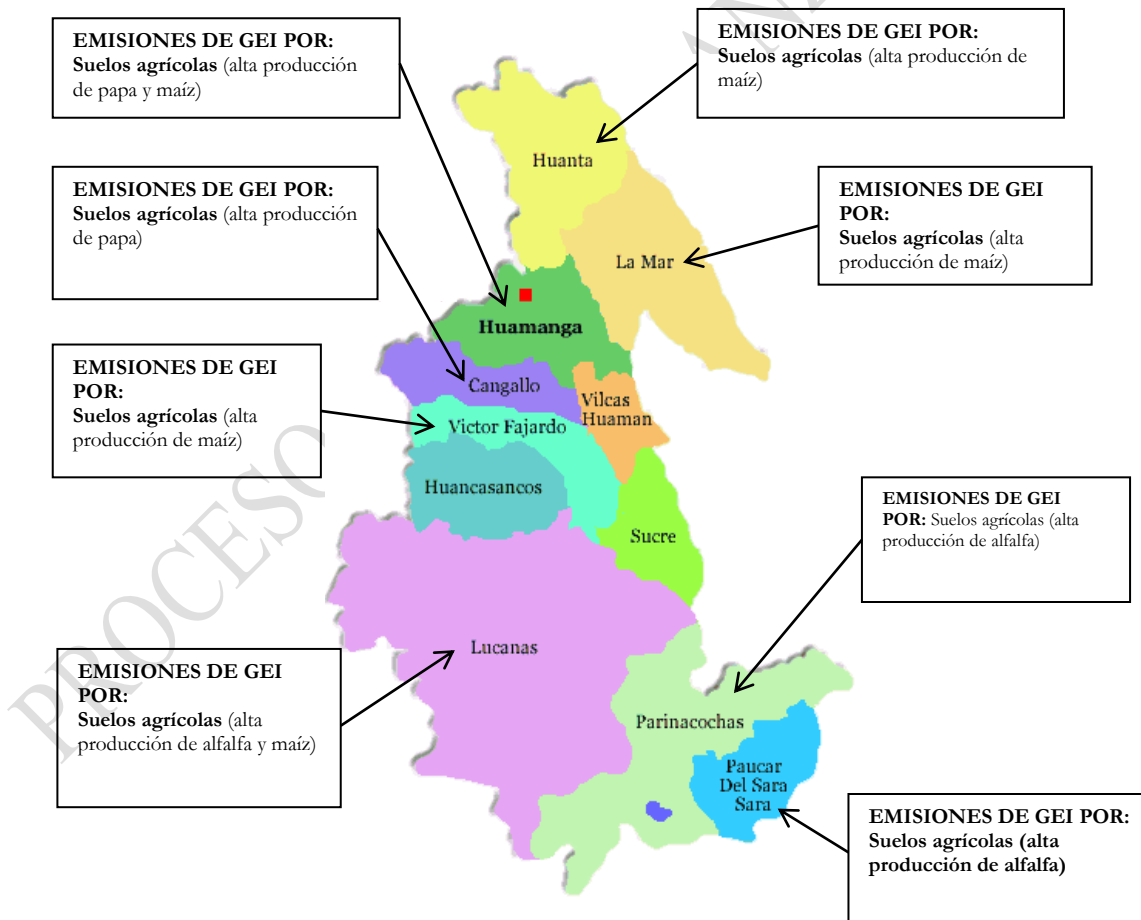 EMISIONES DE GEI POR:
Suelos agrícolas (alta producción
de papa y maíz)
EMISIONES DE GEI POR:
Suelos agrícolas (alta producción de
maíz)
EMISIONES DE GEI POR:
Suelos agrícolas (alta producción
de papa)
EMISIONES DE GEI
POR:
Suelos agrícolas (alta
producción de maíz)
EMISIONES DE GEI
POR:
Suelos agrícolas (alta
producción de maíz)
EMISIONES DE GEI
POR: Suelos agrícolas (alta
producción de alfalfa)
EMISIONES DE GEI
POR:
Suelos agrícolas (alta
producción de alfalfa y maíz)
EMISIONES DE GEI POR:
Suelos agrícolas (alta
producción de alfalfa)
Huanta
La Mar
Huamanga
Cangallo
Vilcas
Huaman
Victor Fajardo
Huancasancos
Sucre
Lucanas
Parinacochas
Paucar
Del Sara
Sara
PROCESO